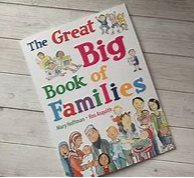 The Great
Big
Book of
Families
Mary Hoffman • Ros Asquith